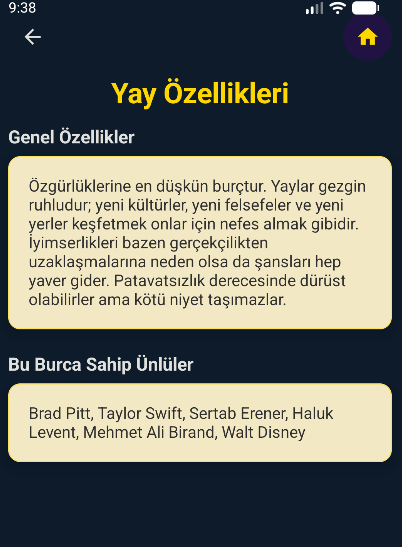 9:38
Yay Özellikleri
Genel Özellikler
Özgürlüklerine en düşkün burçtur. Yaylar gezgin
ruhludur; yeni kültürler, yeni felsefeler ve yeni
yerler keşfetmek onlar için nefes almak gibidir.
İyimserlikleri bazen gerçekçilikten
uzaklaşmalarına neden olsa da şansları hep
yaver gider. Patavatsızlık derecesinde dürüst
olabilirler ama kötü niyet taşımazlar.
Bu Burca Sahip Ünlüler
Brad Pitt, Taylor Swift, Sertab Erener, Haluk
Levent, Mehmet Ali Birand, Walt Disney